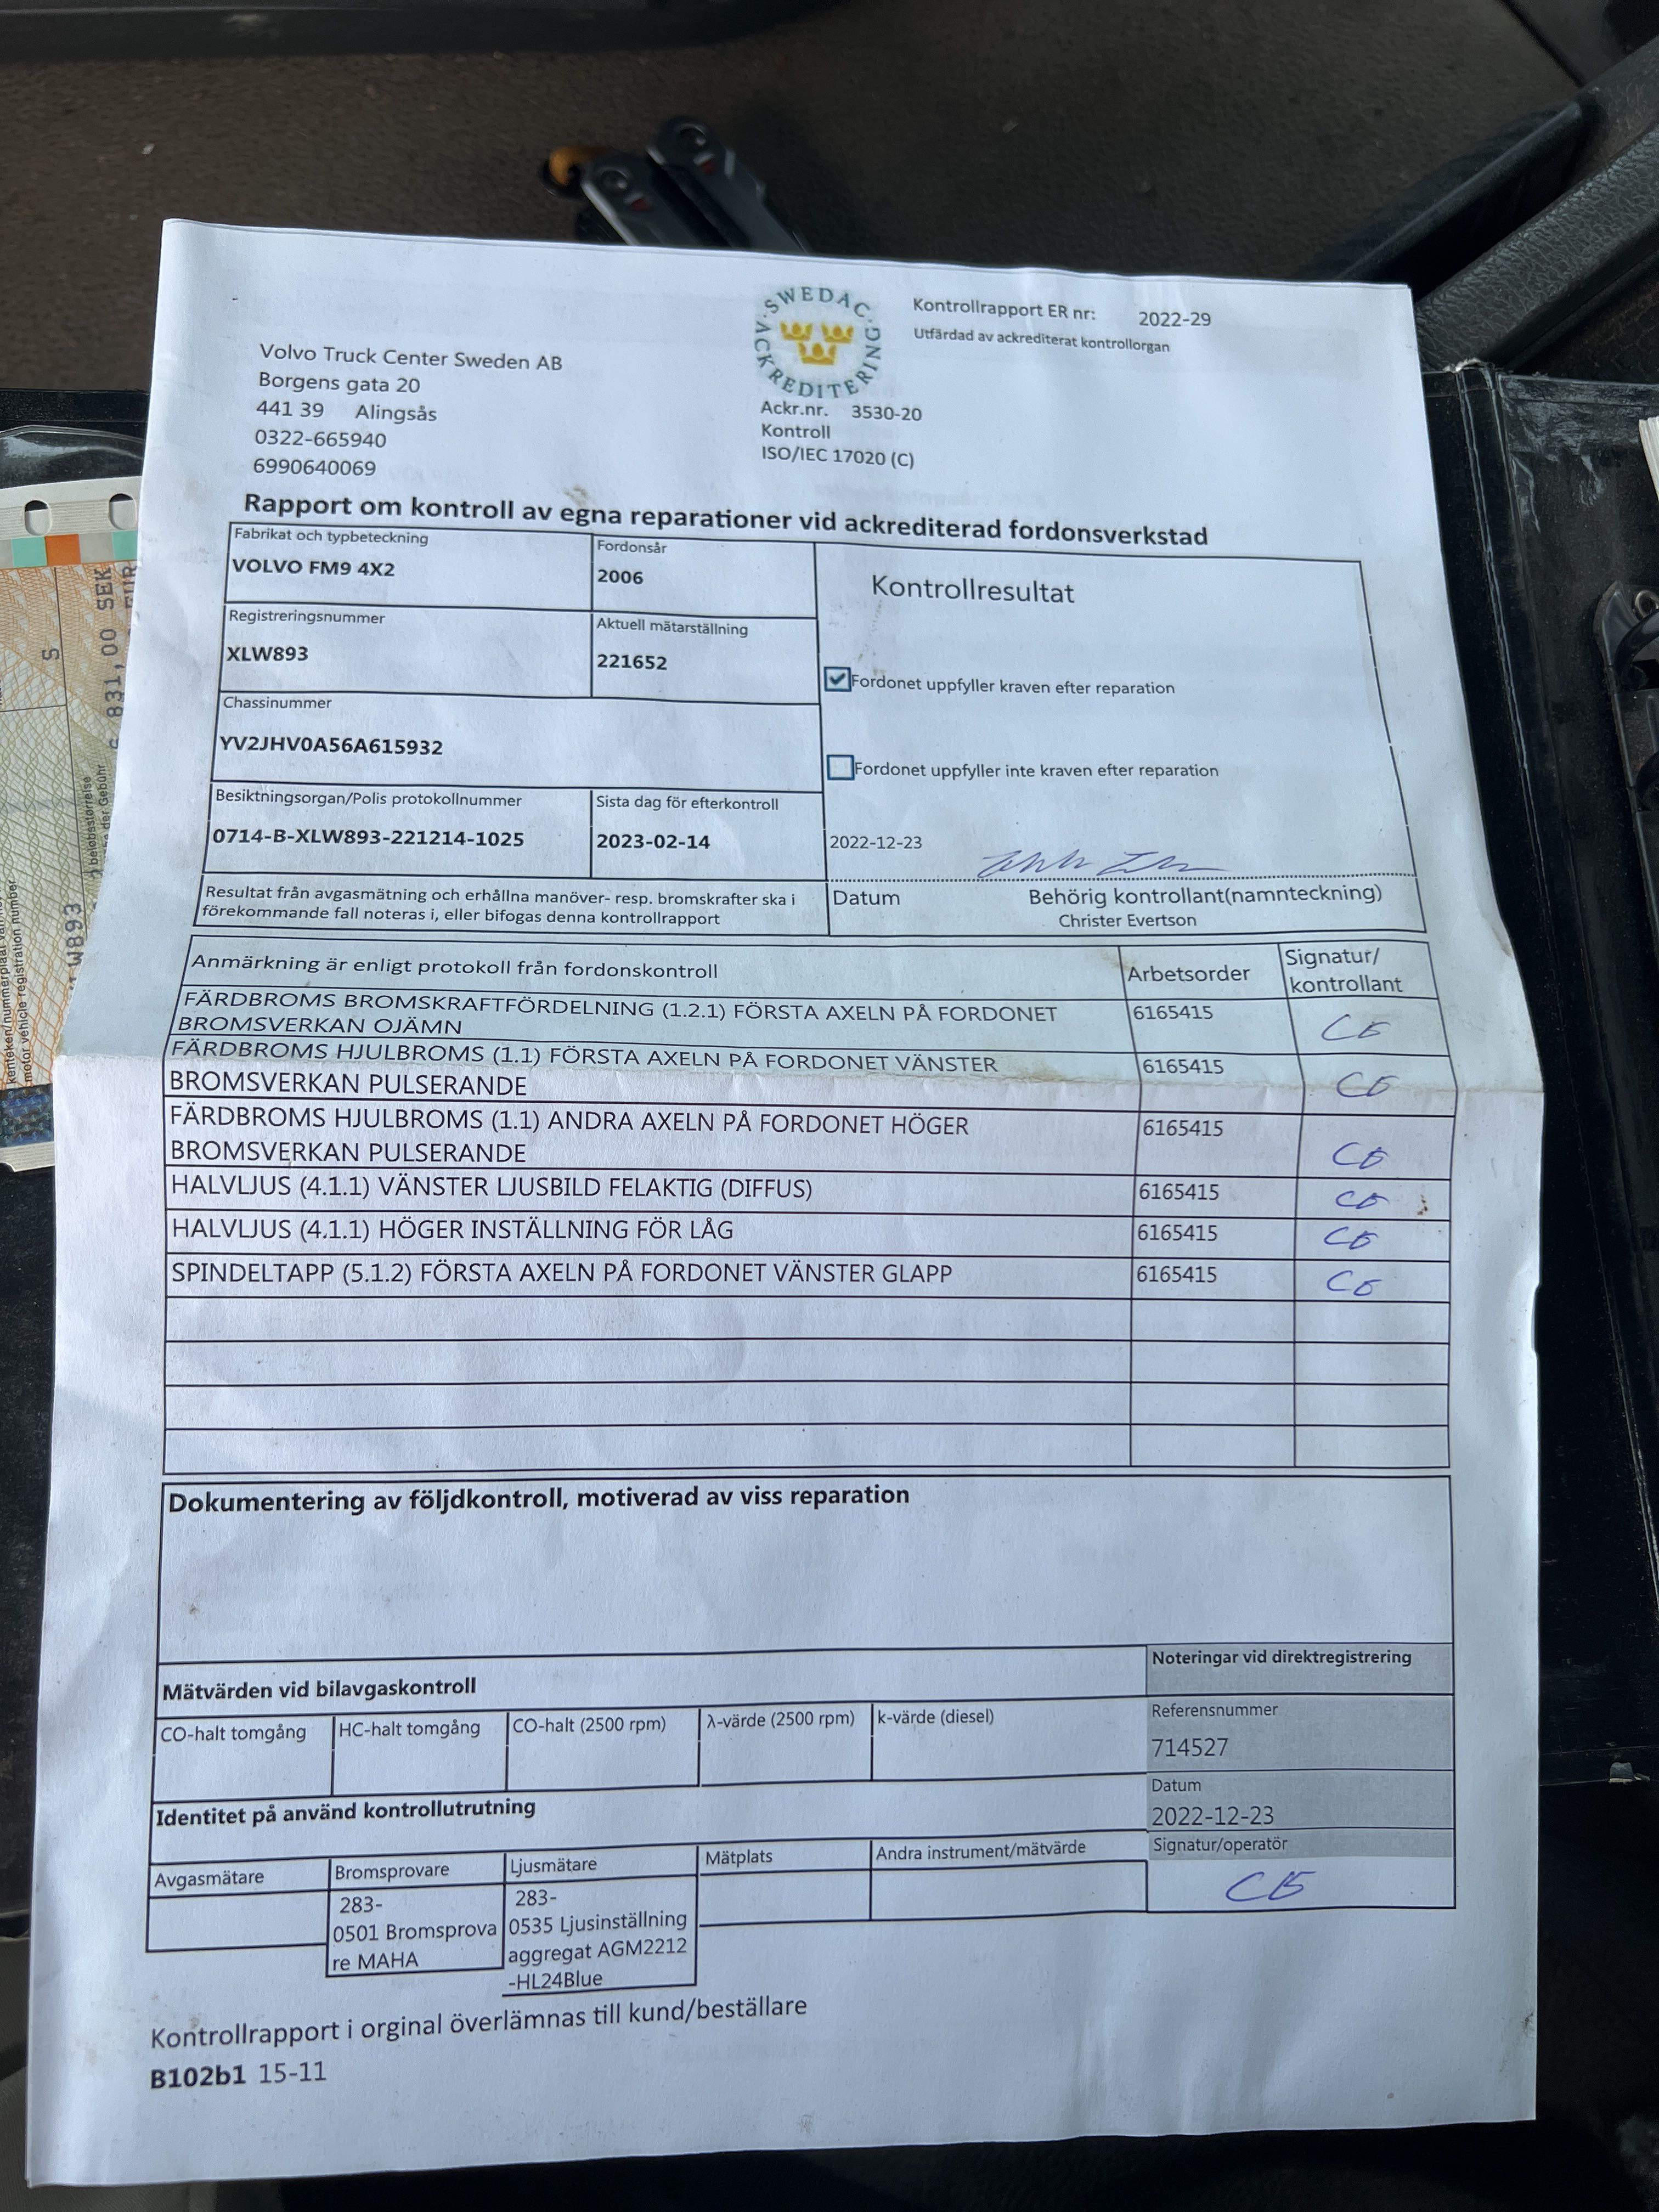 SWEDAC ACKREDITERING
Kontrollrapport ER nr: 2022-29
Utfärdad av ackrediterat kontrollorgan
Volvo Truck Center Sweden AB
Borgens gata 20
441 39 Alingsås
0322-665940
6990640069
Ackr.nr. 3530-20
Kontroll
ISO/IEC 17020 (C)
Rapport om kontroll av egna reparationer vid ackrediterad fordonsverkstad
Fabrikat och typbeteckning
VOLVO FM9 4X2
Fordonsår
2006
Registreringsnummer
XLW893
Aktuell mätarställning
221652
Chassinummer
YV2JHV0A56A615932
Besiktningsorgan/Polis protokollnummer
0714-B-XLW893-221214-1025
Sista dag för efterkontroll
2023-02-14
Resultat från avgasmätning och erhållna manöver- resp. bromskrafter ska i
förekommande fall noteras i, eller bifogas denna kontrollrapport
Kontrollresultat
Fordonet uppfyller kraven efter reparation
Fordonet uppfyller inte kraven efter reparation
2022-12-23
Datum
Behörig kontrollant(namnteckning)
Christer Evertson
Anmärkning är enligt protokoll från fordonskontroll
Arbetsorder
Signatur/
kontrollant
FÄRDBROMS BROMSKRAFTFÖRDELNING (1.2.1) FÖRSTA AXELN PÅ FORDONET
BROMSVERKAN OJÄMN
6165415
CE
FÄRDBROMS HJULBROMS (1.1) FÖRSTA AXELN PÅ FORDONET VÄNSTER
BROMSVERKAN PULSERANDE
6165415
CE
FÄRDBROMS HJULBROMS (1.1) ANDRA AXELN PÅ FORDONET HÖGER
BROMSVERKAN PULSERANDE
6165415
CE
HALVLJUS (4.1.1) VÄNSTER LJUSBILD FELAKTIG (DIFFUS)
6165415
CE
HALVLJUS (4.1.1) HÖGER INSTÄLLNING FÖR LÅG
6165415
CE
SPINDELTAPP (5.1.2) FÖRSTA AXELN PÅ FORDONET VÄNSTER GLAPP
6165415
CE
Dokumentering av följdkontroll, motiverad av viss reparation
Mätvärden vid bilavgaskontroll
CO-halt tomgång
HC-halt tomgång
CO-halt (2500 rpm)
λ-värde (2500 rpm)
k-värde (diesel)
Noteringar vid direktregistrering
Referensnummer
714527
Datum
2022-12-23
Signatur/operatör
CE
Identitet på använd kontrollutrutning
Avgasmätare
Bromsprovare
283-
0501 Bromsprova
re MAHA
Ljusmätare
283-
0535 Ljusinställning
aggregat AGM2212
-HL24Blue
Mätplats
Andra instrument/mätvärde
Kontrollrapport i orginal överlämnas till kund/beställare
B102b1 15-11
831,00 SEK
EUR
S
W893
der Gebühr
motor vehicle registration number